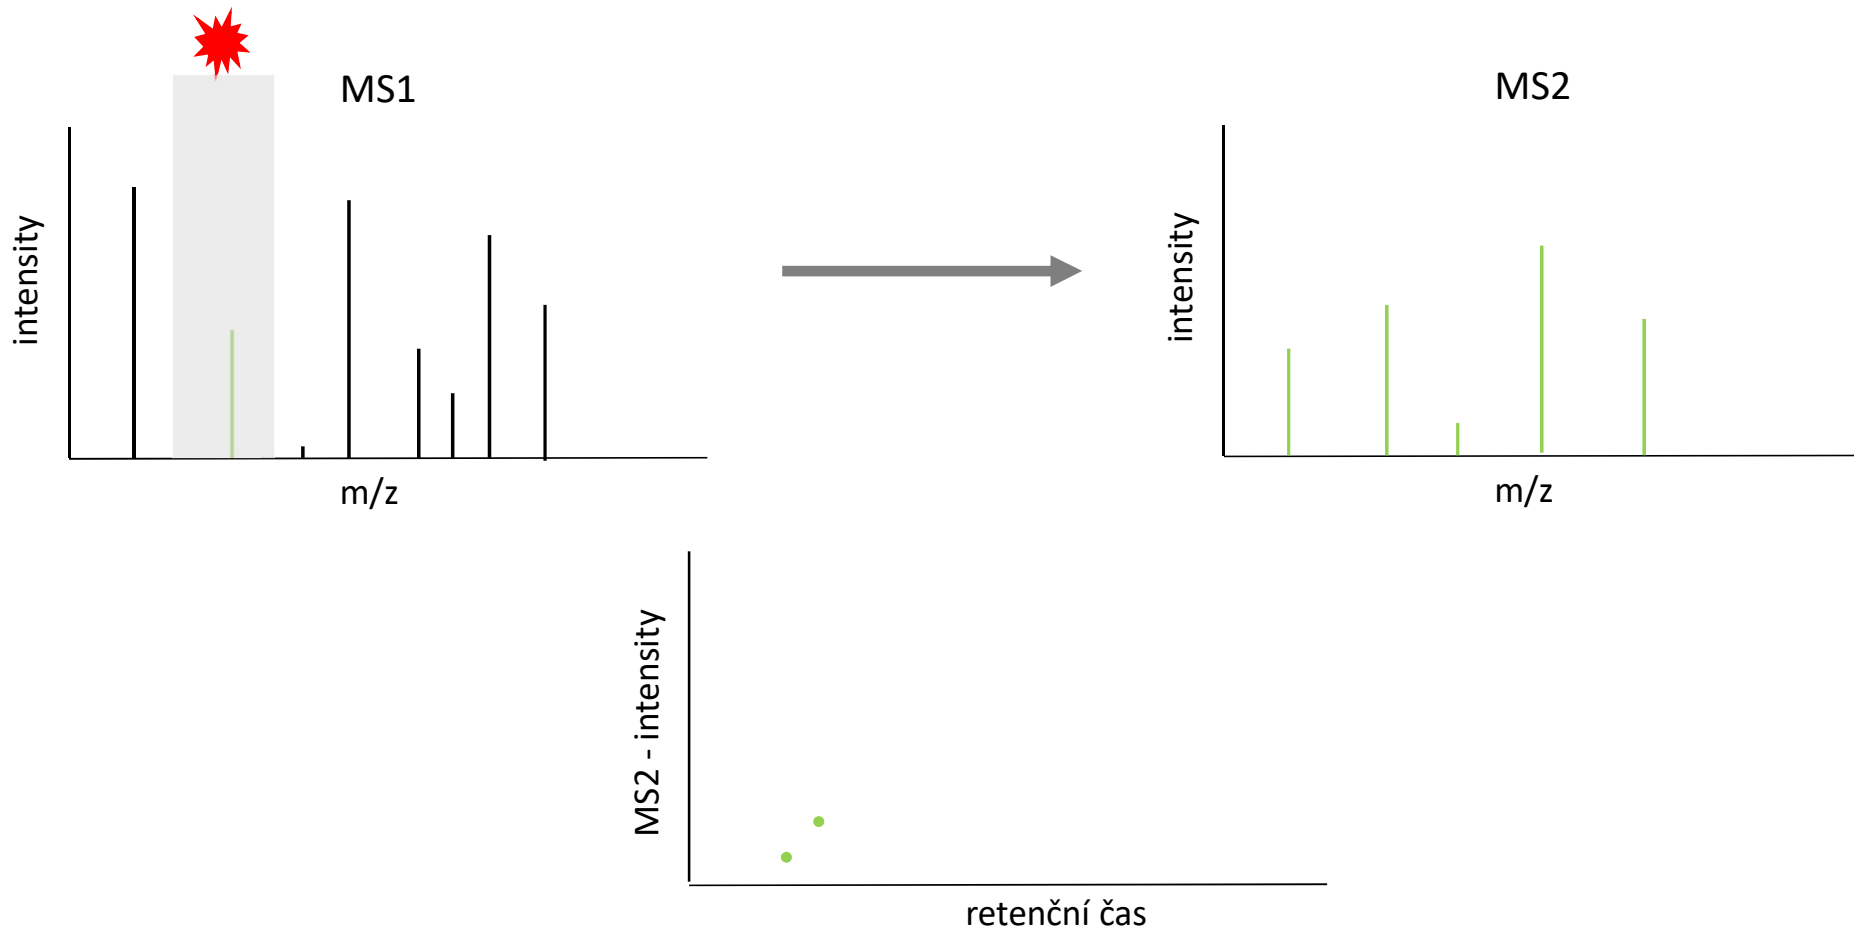 MS1
intensity
m/z
MS2
intensity
m/z
MS2 - intensity
retenční čas